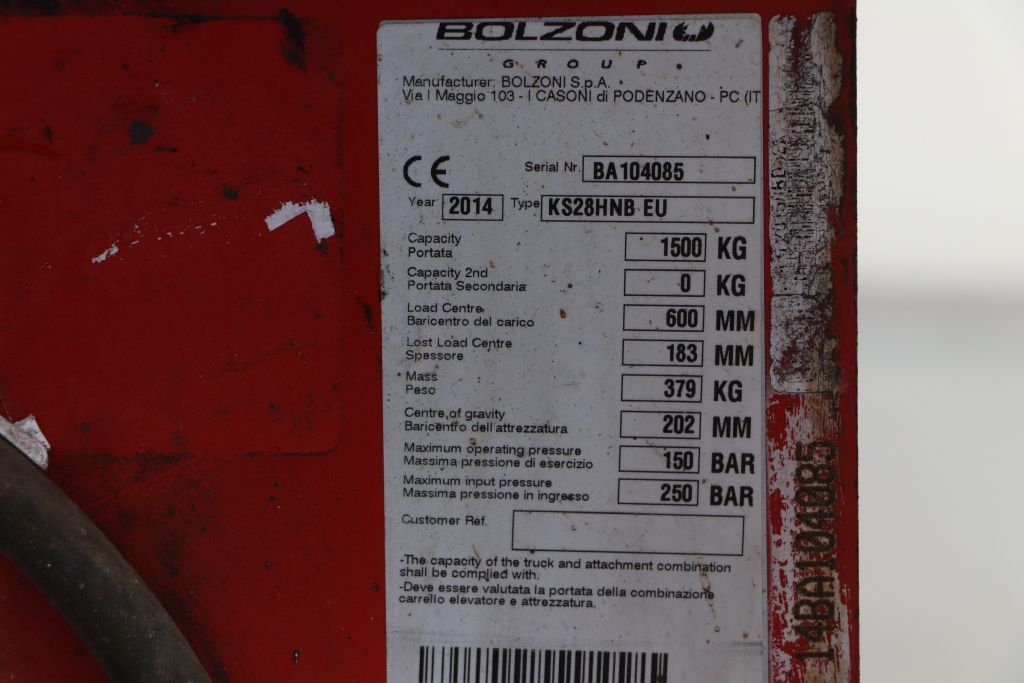 BOLZONI
GROUP
Manufacturer: BOLZONI S.p.A.
Via I Maggio 103 - I CASONI di PODENZANO - PC (IT
CE
Serial Nr. BA104085
Year 2014 Type KS28HNB EU
Capacity
Portata
1500 KG
Capacity 2nd
Portata Secondaria
0 KG
Load Centre
Baricentro del carico
600 MM
Lost Load Centre
Spessore
183 MM
Mass
Peso
379 KG
Centre of gravity
Baricentro dell'attrezzatura
202 MM
Maximum operating pressure
Massima pressione di esercizio
150 BAR
Maximum input pressure
Massima pressione in ingresso
250 BAR
Customer Ref.
-The capacity of the truck and attachment combination
shall be complied with.
-Deve essere valutata la portata della combinazione
carrello elevatore e attrezzatura.
14BA104085